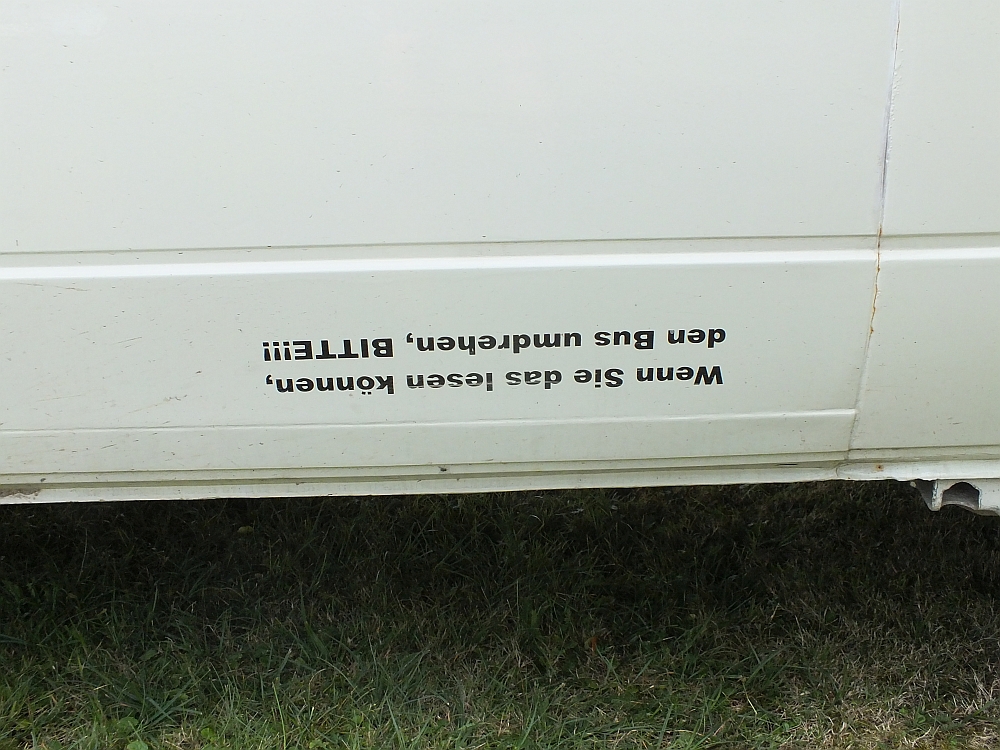 Wenn Sie das lesen können,
den Bus umdrehen, BITTE!!!